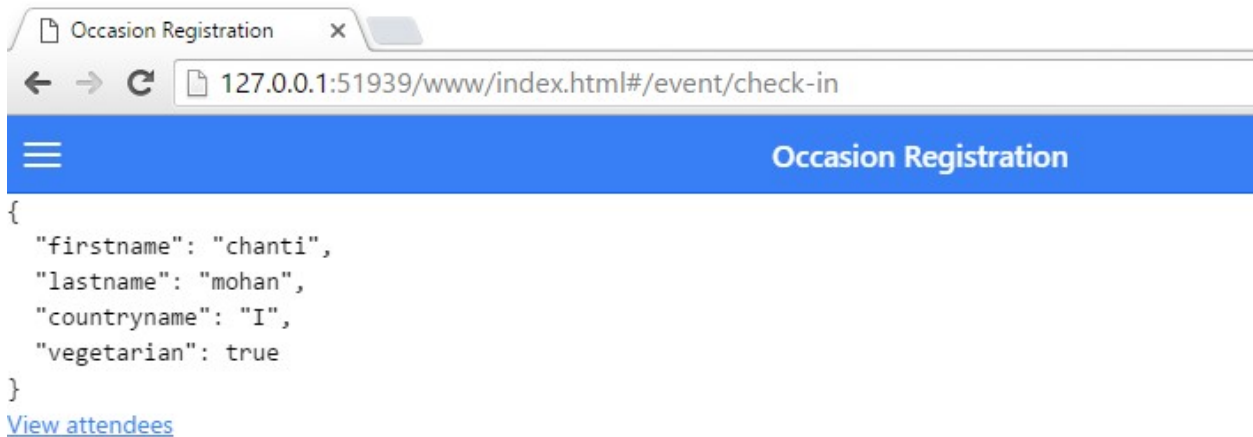 Occasion Registration
127.0.0.1:51939/www/index.html#/event/check-in
Occasion Registration
{
  "firstname": "chanti",
  "lastname": "mohan",
  "countryname": "I",
  "vegetarian": true
}
View attendees